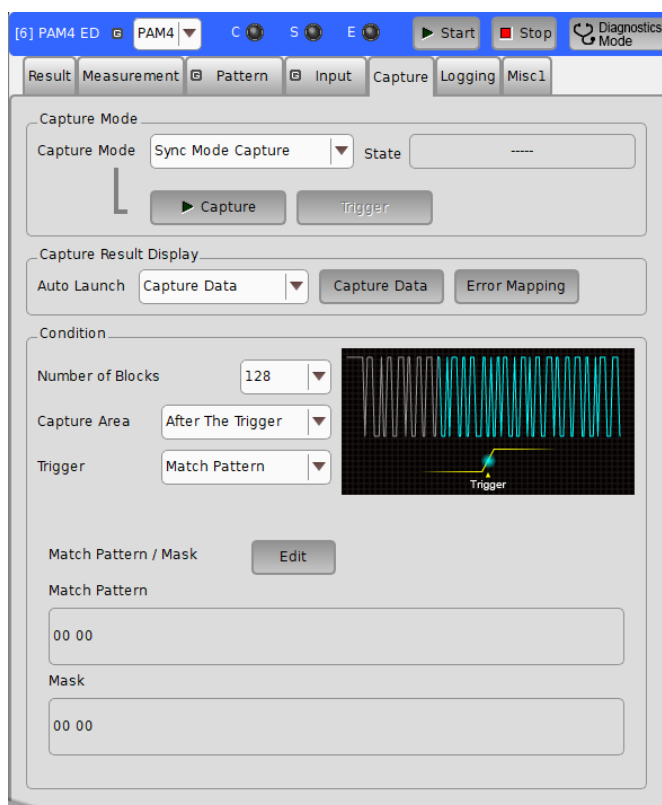 [6] PAM4 ED G PAM4 C S E Start Stop Diagnostics Mode
Result Measurement G Pattern G Input Capture Logging Misc1
Capture Mode
Capture Mode Sync Mode Capture State -----
Capture Trigger
Capture Result Display
Auto Launch Capture Data Capture Data Error Mapping
Condition
Number of Blocks 128
Capture Area After The Trigger
Trigger Match Pattern
Trigger
Match Pattern / Mask Edit
Match Pattern
00 00
Mask
00 00